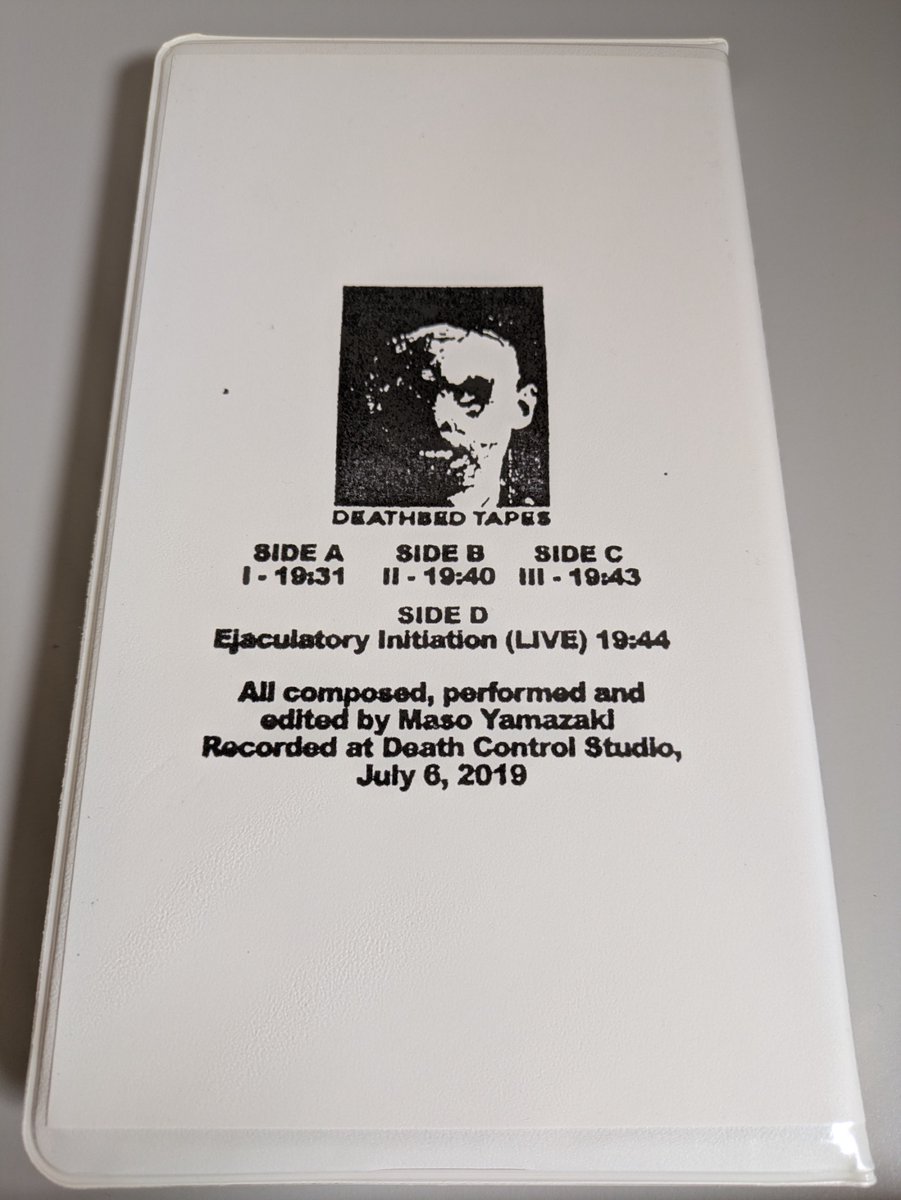 DEATHBED TAPES
SIDE A SIDE B SIDE C
I - 19:31 II - 19:40 III - 19:43
SIDE D
Ejaculatory Initiation (LIVE) 19:44
All composed, performed and
edited by Maso Yamazaki
Recorded at Death Control Studio,
July 6, 2019